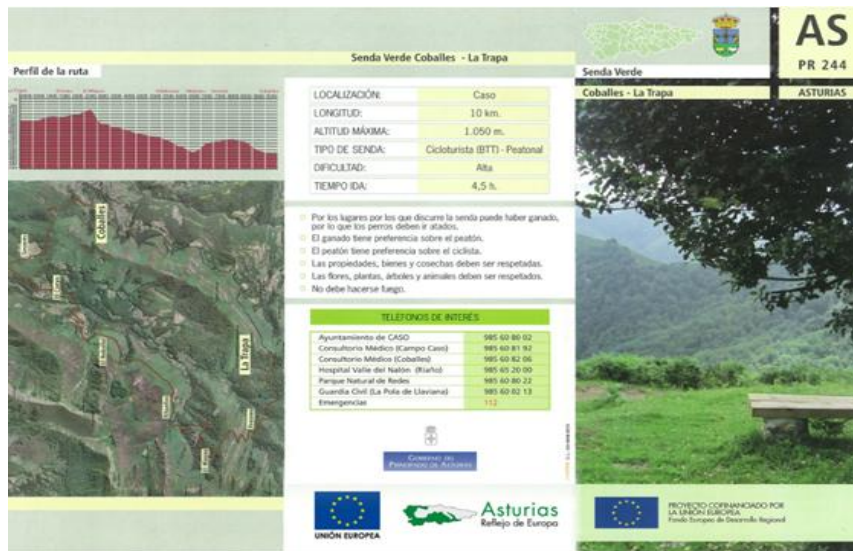 Perfil de la ruta
Coballes
La Trapa
Senda Verde Coballes - La Trapa
LOCALIZACIÓN: Caso
LONGITUD: 10 km.
ALTITUD MÁXIMA: 1.050 m.
TIPO DE SENDA: Cicloturista (BTT) - Peatonal
DIFICULTAD: Alta
TIEMPO IDA: 4,5 h.
Por los lugares por los que discurre la senda puede haber ganado,
por lo que los perros deben ir atados.
El ganado tiene preferencia sobre el peatón.
El peatón tiene preferencia sobre el ciclista.
Las propiedades, bienes y cosechas deben ser respetadas.
Las flores, plantas, árboles y animales deben ser respetados.
No debe hacerse fuego.
TELÉFONOS DE INTERÉS
Ayuntamiento de CASO 985 60 80 02
Consultorio Médico (Campo Caso) 985 60 81 92
Consultorio Médico (Coballes) 985 60 82 06
Hospital Valle del Nalón (Riaño) 985 65 20 00
Parque Natural de Redes 985 60 80 22
Guardia Civil (La Pola de Llaviana) 985 60 02 13
Emergencias 112
GOBIERNO DEL
PRINCIPADO DE ASTURIAS
UNIÓN EUROPEA
Asturias
Reflejo de Europa
AS
PR 244
Senda Verde
Coballes - La Trapa
ASTURIAS
PROYECTO COFINANCIADO POR
LA UNIÓN EUROPEA
Fondo Europeo de Desarrollo Regional